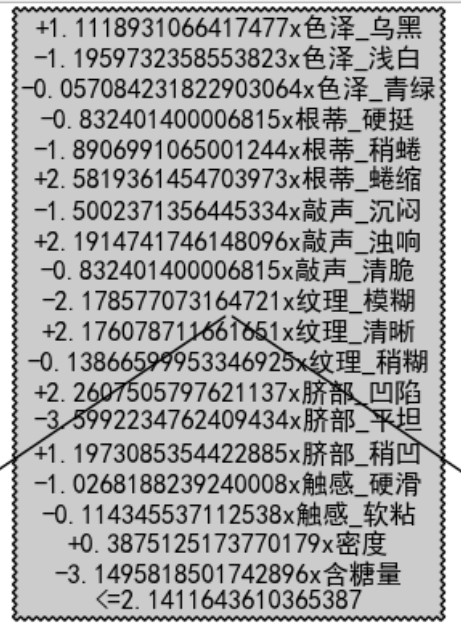 +1.1118931066417477x色泽_乌黑
-1.1959732358553823x色泽_浅白
-0.057084231822903064x色泽_青绿
-0.832401400006815x根蒂_硬挺
-1.8906991065001244x根蒂_稍蜷
+2.5819361454703973x根蒂_蜷缩
-1.5002371356445334x敲声_沉闷
+2.1914741746148096x敲声_浊响
-0.832401400006815x敲声_清脆
-2.178577073164721x纹理_模糊
+2.176078711661651x纹理_清晰
-0.13866599953346925x纹理_稍糊
+2.2607505797621137x脐部_凹陷
-3.5992234762409434x脐部_平坦
+1.1973085354422885x脐部_稍凹
-1.0268188239240008x触感_硬滑
-0.114345537112538x触感_软粘
+0.3875125173770179x密度
-3.1495818501742896x含糖量
<=2.1411643610365387